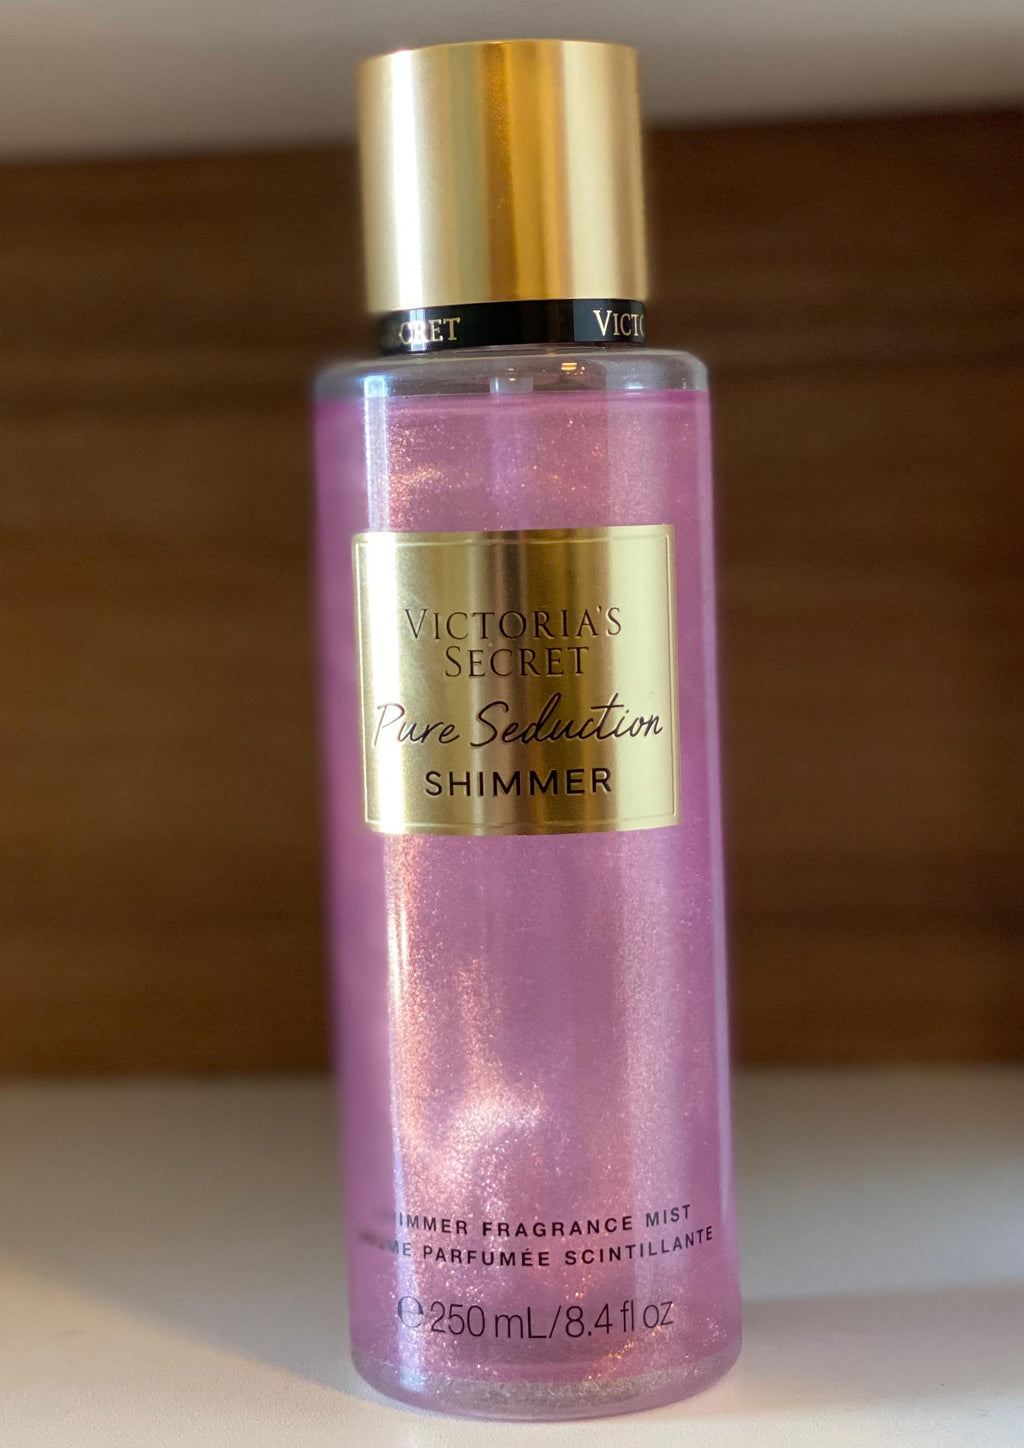 VICTORIA'S
SECRET
Pure Seduction
SHIMMER
FRAGRANCE MIST
PARFUMÉE SCINTILLANTE
℮250 mL/8.4 fl oz